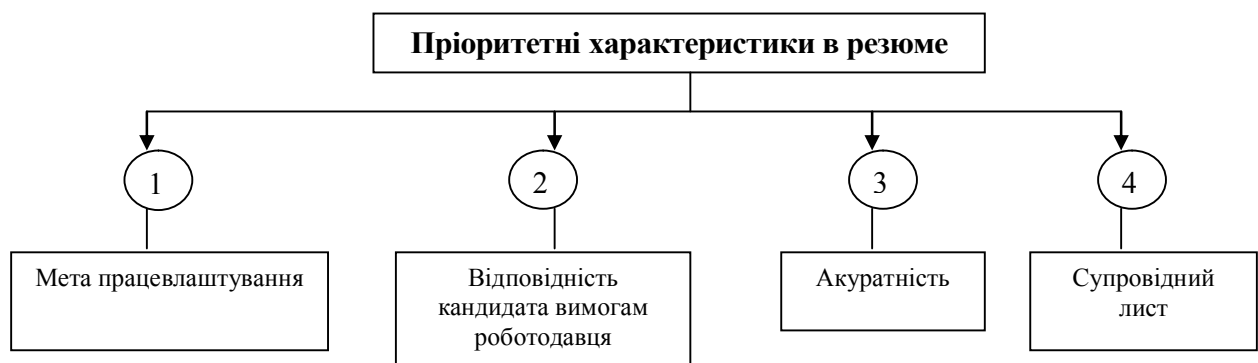 Пріоритетні характеристики в резюме
1
2
3
4
Мета працевлаштування
Відповідність
кандидата вимогам
роботодавця
Акуратність
Супровідний
лист